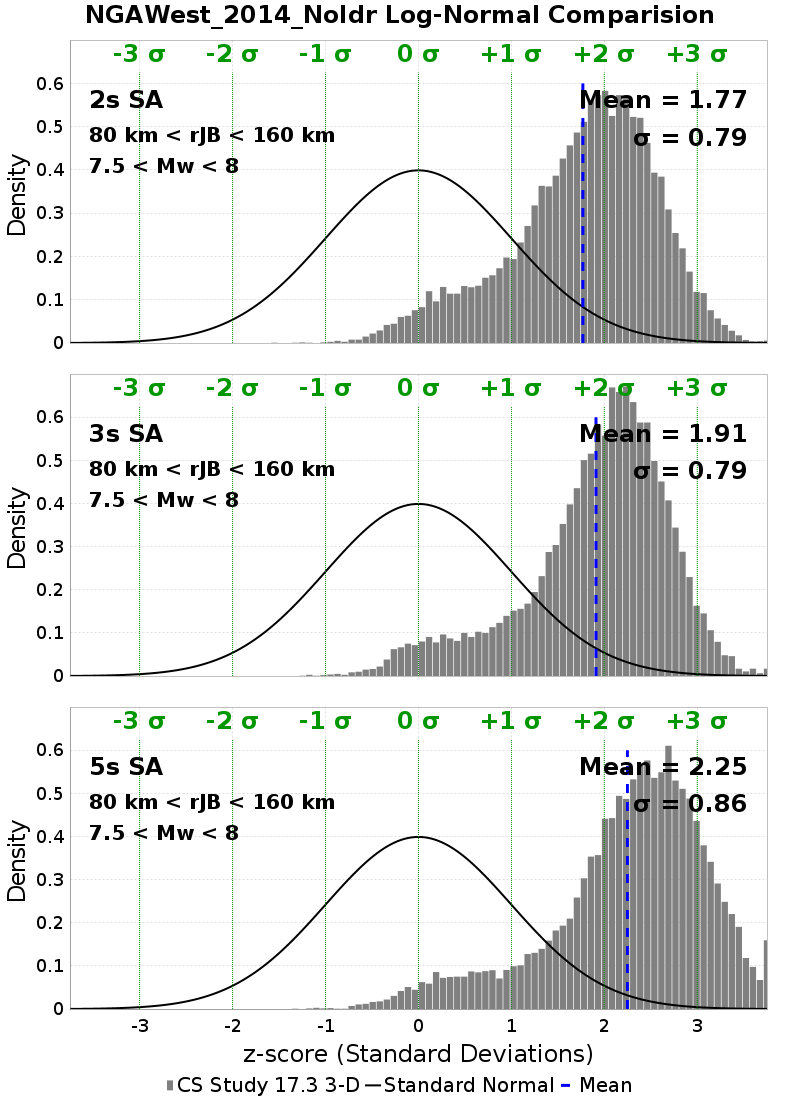 NGAWest_2014_NoIdr Log-Normal Comparision
-3 σ -2 σ -1 σ 0 σ +1 σ +2 σ +3 σ
2s SA
Mean = 1.77
80 km < rJB < 160 km
σ = 0.79
7.5 < Mw < 8
Density
0.6
0.5
0.4
0.3
0.2
0.1
0
-3 σ -2 σ -1 σ 0 σ +1 σ +2 σ +3 σ
3s SA
Mean = 1.91
80 km < rJB < 160 km
σ = 0.79
7.5 < Mw < 8
Density
0.6
0.5
0.4
0.3
0.2
0.1
0
-3 σ -2 σ -1 σ 0 σ +1 σ +2 σ +3 σ
5s SA
Mean = 2.25
80 km < rJB < 160 km
σ = 0.86
7.5 < Mw < 8
Density
0.6
0.5
0.4
0.3
0.2
0.1
0
-3 -2 -1 0 1 2 3
z-score (Standard Deviations)
CS Study 17.3 3-D Standard Normal Mean